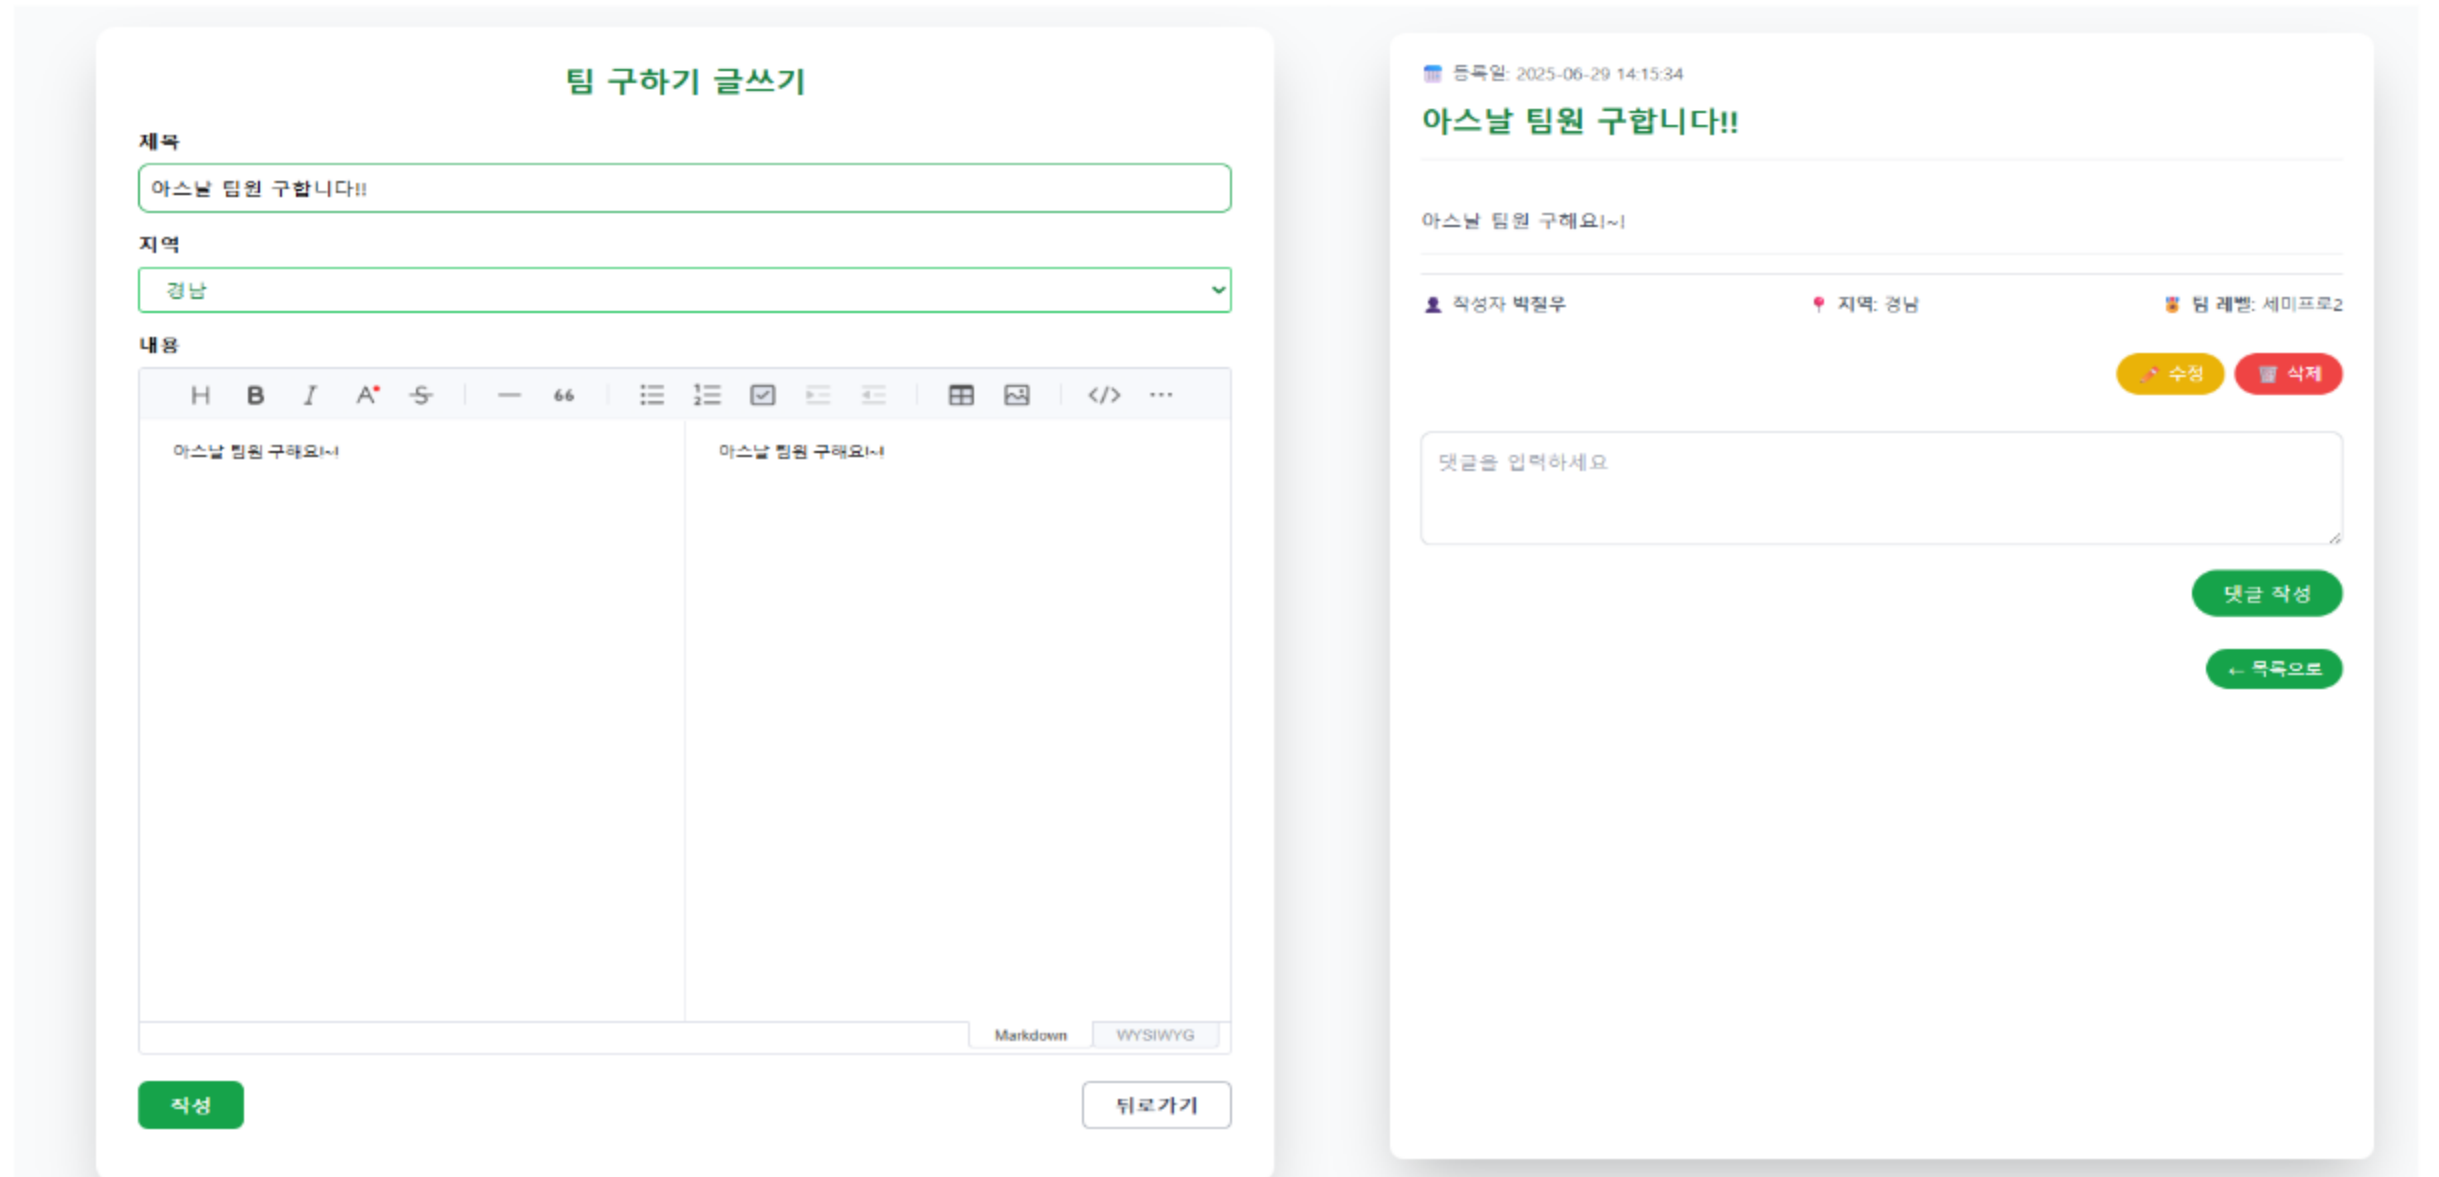 팀 구하기 글쓰기
제목
아스날 팀원 구합니다!!
지역
경남
내용
H B I A S — 66 </> ...
아스날 팀원 구해요!~!
아스날 팀원 구해요!~!
Markdown WYSIWYG
작성 뒤로가기
등록일: 2025-06-29 14:15:34
아스날 팀원 구합니다!!
아스날 팀원 구해요!~!
작성자 박철우 지역: 경남 팀 레벨: 세미프로2
수정 삭제
댓글을 입력하세요
댓글 작성
← 목록으로